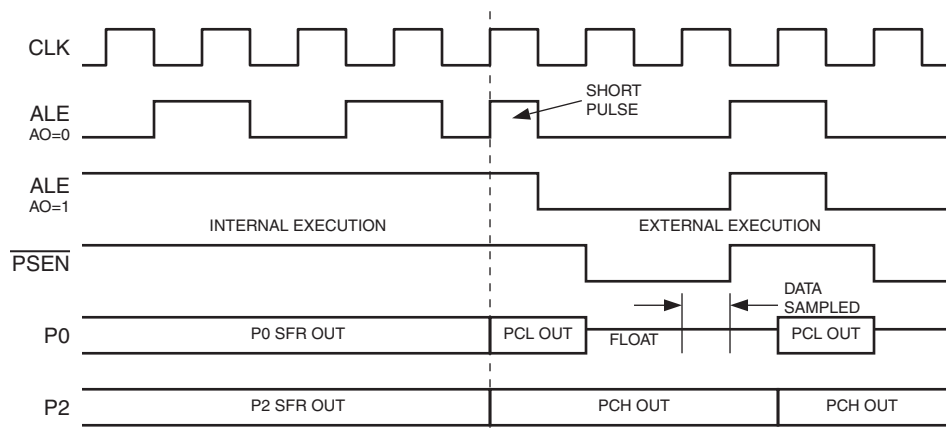 CLK
SHORT
PULSE
ALE
AO=0
ALE
AO=1
INTERNAL EXECUTION
EXTERNAL EXECUTION
PSEN
DATA
SAMPLED
P0
P0 SFR OUT
PCL OUT
FLOAT
PCL OUT
P2
P2 SFR OUT
PCH OUT
PCH OUT